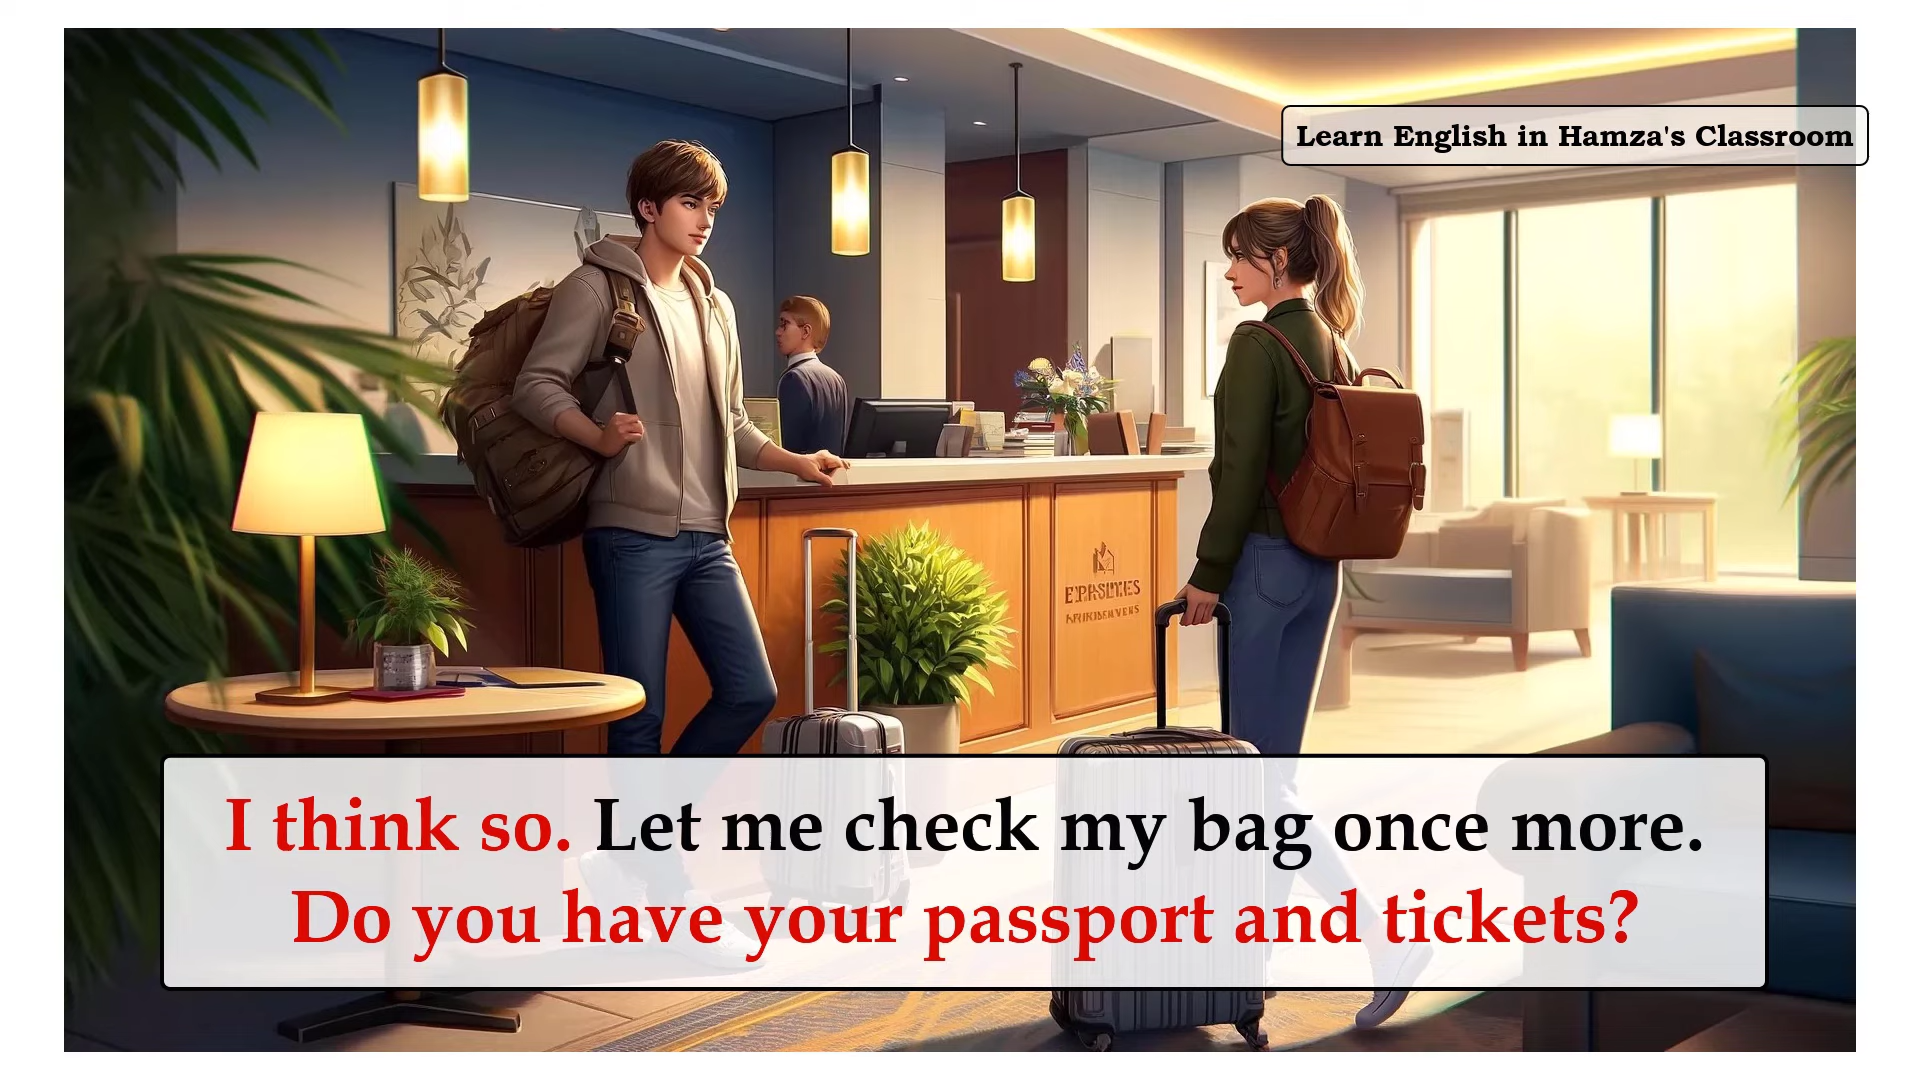 Learn English in Hamza's Classroom
I think so. Let me check my bag once more.
Do you have your passport and tickets?